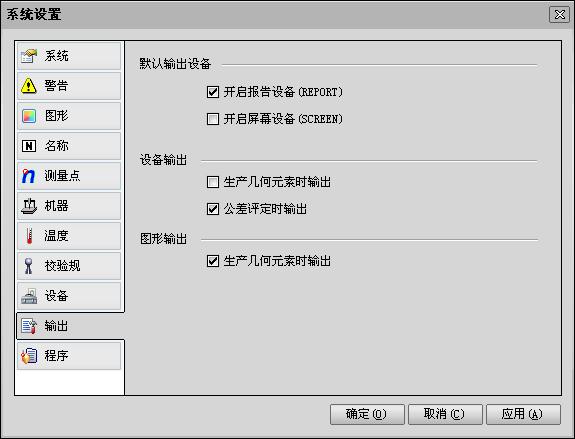 系统设置
系统
警告
图形
N 名称
n 测量点
机器
温度
校验规
设备
输出
程序
默认输出设备
开启报告设备(REPORT)
开启屏幕设备(SCREEN)
设备输出
生产几何元素时输出
公差评定时输出
图形输出
生产几何元素时输出
确定(O) 取消(C) 应用(A)